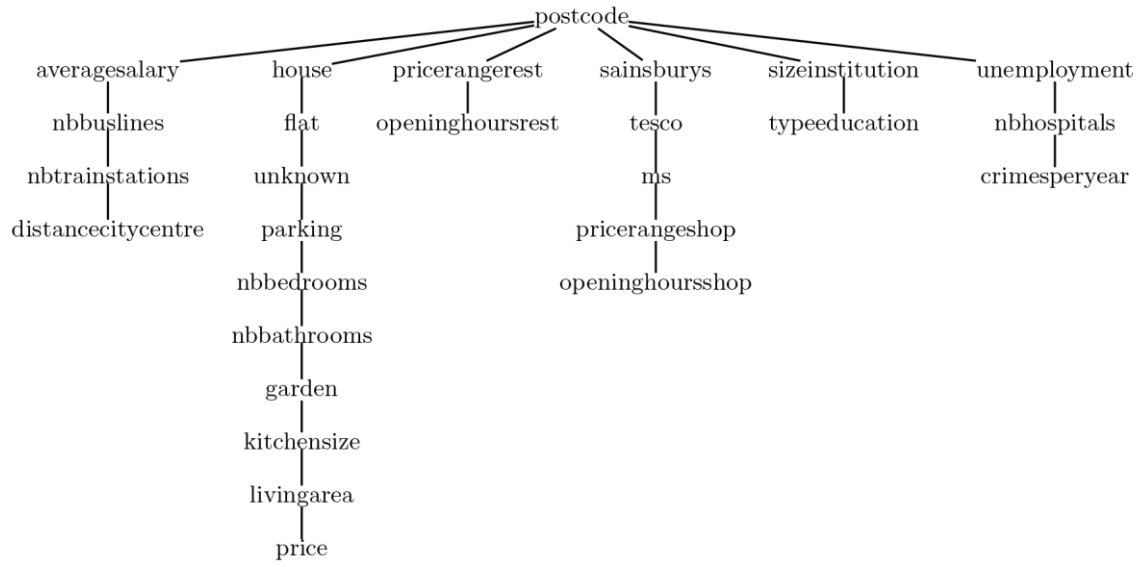 postcode
averagesalary house pricerangerest sainsburys sizeinstitution unemployment
nbbuslines flat openinghoursrest tesco typeeducation nbhospitals
nbtrainstations unknown ms crimesperyear
distancecitycentre parking pricerangeshop
nbbedrooms openinghoursshop
nbbathrooms
garden
kitchensize
livingarea
price